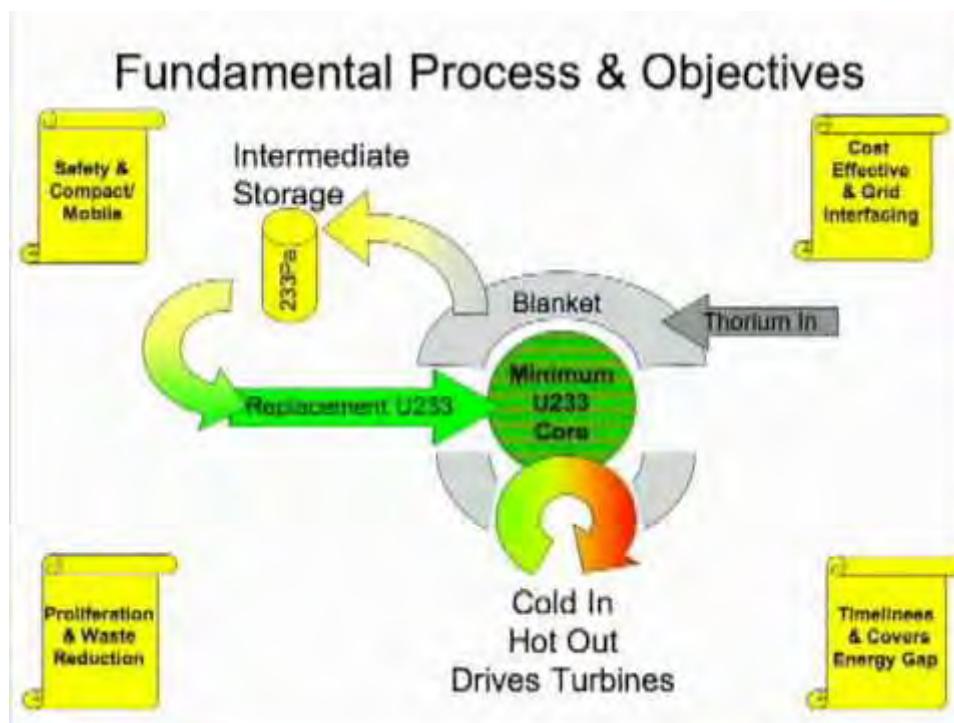 Fundamental Process & Objectives
Safety &
Compact/
Mobile
Intermediate
Storage
233Pa
Cost
Effective
& Grid
Interfacing
Blanket
Thorium In
Replacement U233
Minimum
U233
Core
Cold In
Hot Out
Drives Turbines
Proliferation
& Waste
Reduction
Timeliness
& Covers
Energy Gap